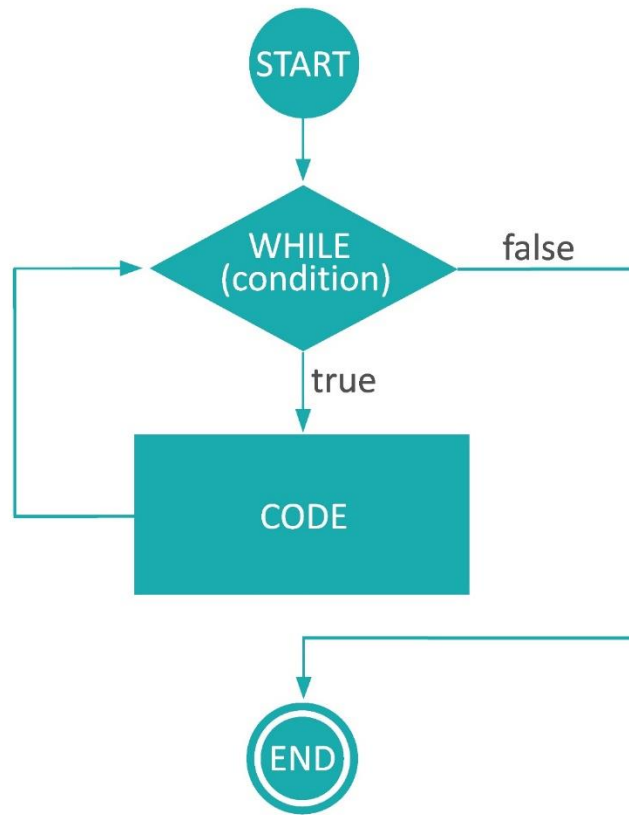 START
WHILE
(condition)
false
true
CODE
END